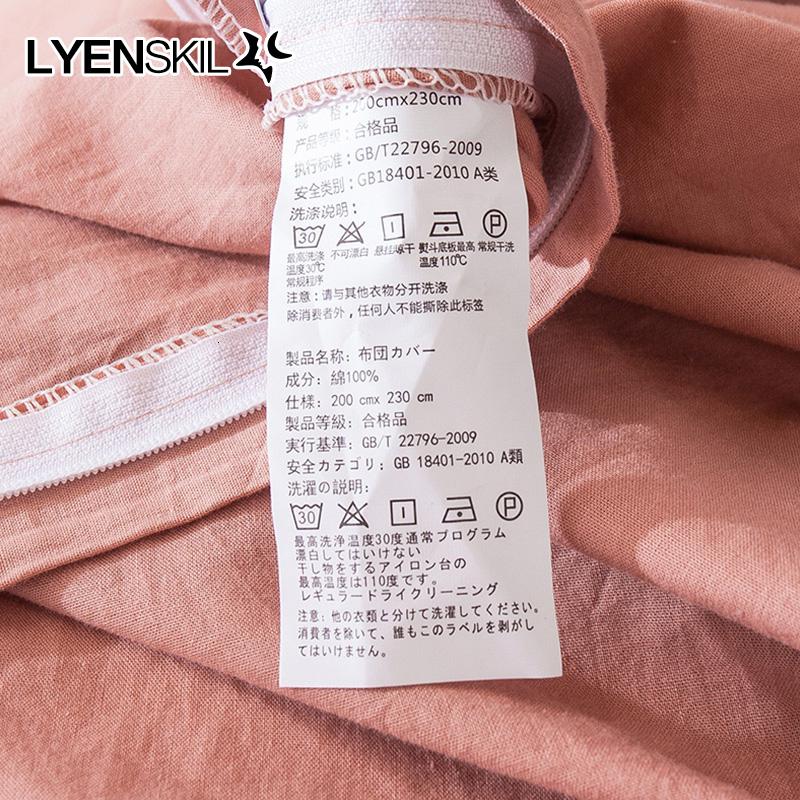 LYENSKIL
规 格:200cmx230cm
产品等级:合格品
执行标准:GB/T22796-2009
安全类别:GB18401-2010 A类
洗涤说明:
30 P
最高洗涤 不可漂白 悬挂晾干 熨斗底板最高 常规干洗
温度30℃ 温度110℃
常规程序
注意:请与其他衣物分开洗涤
除消费者外,任何人不能撕除此标签
製品名称: 布団カバー
成分: 綿100%
仕様: 200 cmx 230 cm
製品等級: 合格品
実行基準: GB/T 22796-2009
安全カテゴリ: GB 18401-2010 A類
洗濯の説明:
30 P
最高洗浄温度30度通常プログラム
漂白してはいけない
干し物をするアイロン台の
最高温度は110度です。
レギュラードライクリーニング
注意: 他の衣類と分けて洗濯してください。
消費者を除いて、誰もこのラベルを剥がし
てはいけません。